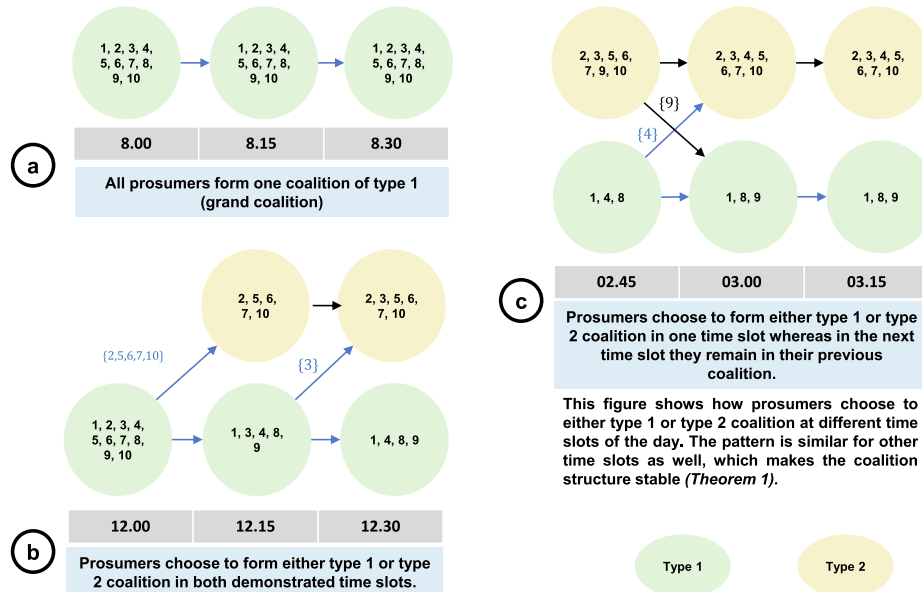 1, 2, 3, 4,
5, 6, 7, 8,
9, 10
1, 2, 3, 4,
5, 6, 7, 8,
9, 10
1, 2, 3, 4,
5, 6, 7, 8,
9, 10
8.00 8.15 8.30
a
All prosumers form one coalition of type 1
(grand coalition)
2, 5, 6,
7, 10
2, 3, 5, 6,
7, 10
{2,5,6,7,10}
{3}
1, 2, 3, 4,
5, 6, 7, 8,
9, 10
1, 3, 4, 8,
9
1, 4, 8, 9
12.00 12.15 12.30
b
Prosumers choose to form either type 1 or type
2 coalition in both demonstrated time slots.
2, 3, 5, 6,
7, 9, 10
2, 3, 4, 5,
6, 7, 10
2, 3, 4, 5,
6, 7, 10
{9}
{4}
1, 4, 8
1, 8, 9
1, 8, 9
02.45 03.00 03.15
c
Prosumers choose to form either type 1 or type
2 coalition in one time slot whereas in the next
time slot they remain in their previous
coalition.
This figure shows how prosumers choose to
either type 1 or type 2 coalition at different time
slots of the day. The pattern is similar for other
time slots as well, which makes the coalition
structure stable (Theorem 1).
Type 1
Type 2